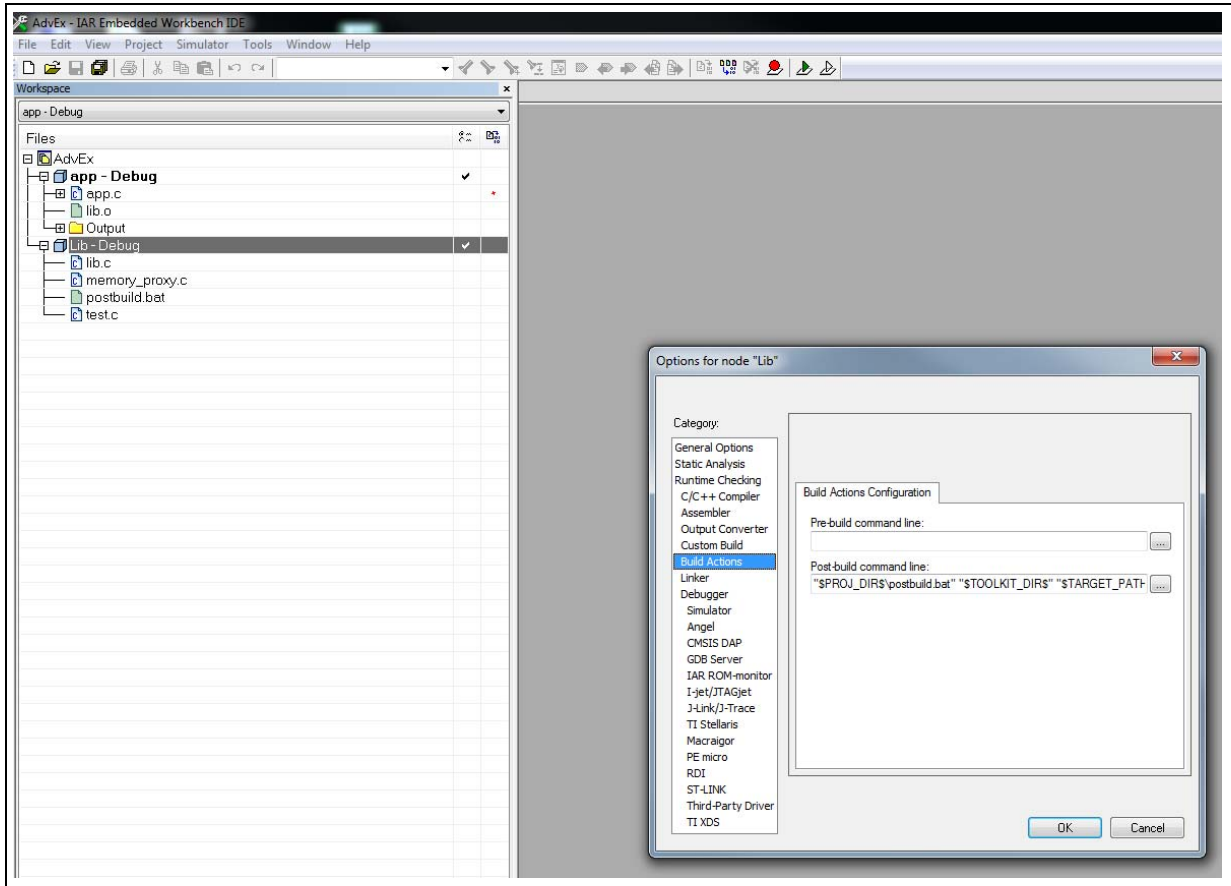 AdvEx - IAR Embedded Workbench IDE
File Edit View Project Simulator Tools Window Help
Workspace
app - Debug
Files
AdvEx
app - Debug
app.c
lib.o
Output
Lib - Debug
lib.c
memory_proxy.c
postbuild.bat
test.c
Options for node "Lib"
Category:
General Options
Static Analysis
Runtime Checking
C/C++ Compiler
Assembler
Output Converter
Custom Build
Build Actions
Linker
Debugger
Simulator
Angel
CMSIS DAP
GDB Server
IAR ROM-monitor
I-jet/JTAGjet
J-Link/J-Trace
TI Stellaris
Macraigor
PE micro
RDI
ST-LINK
Third-Party Driver
TI XDS
Build Actions Configuration
Pre-build command line:
...
Post-build command line:
"$PROJ_DIR$\postbuild.bat" "$TOOLKIT_DIR$" "$TARGET_PATH ...
OK Cancel